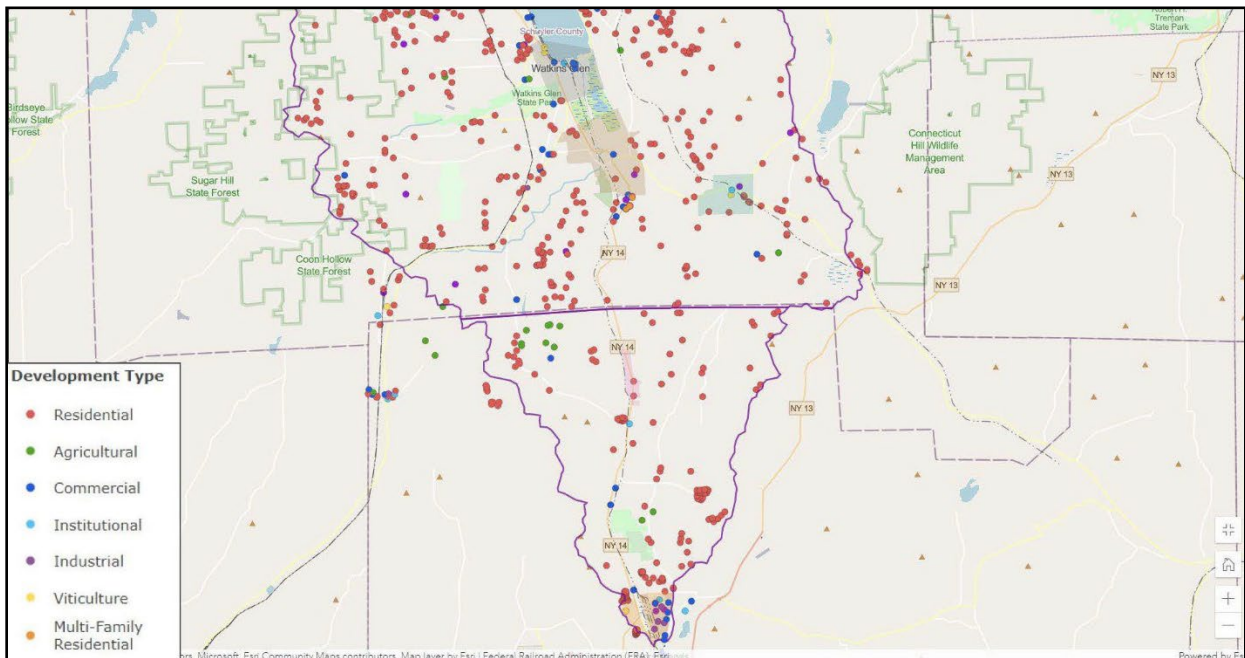 Robert H.
Treman
State Park
Schuyler County
NY 13
Watkins Glen
Watkins Glen
State Park
Birdseye
Hollow State
Forest
Connecticut
Hill Wildlife
Management
Area
NY 13
Sugar Hill
State Forest
NY 14
Coon Hollow
State Forest
NY 13
NY 14
Development Type
Residential
Agricultural
Commercial
Institutional
Industrial
Viticulture
Multi-Family
Residential
NY 13
NY 14
+
−
ors, Microsoft, Esri Community Maps contributors, Map layer by Esri | Federal Railroad Administration (FRA); Esri
Powered by Es